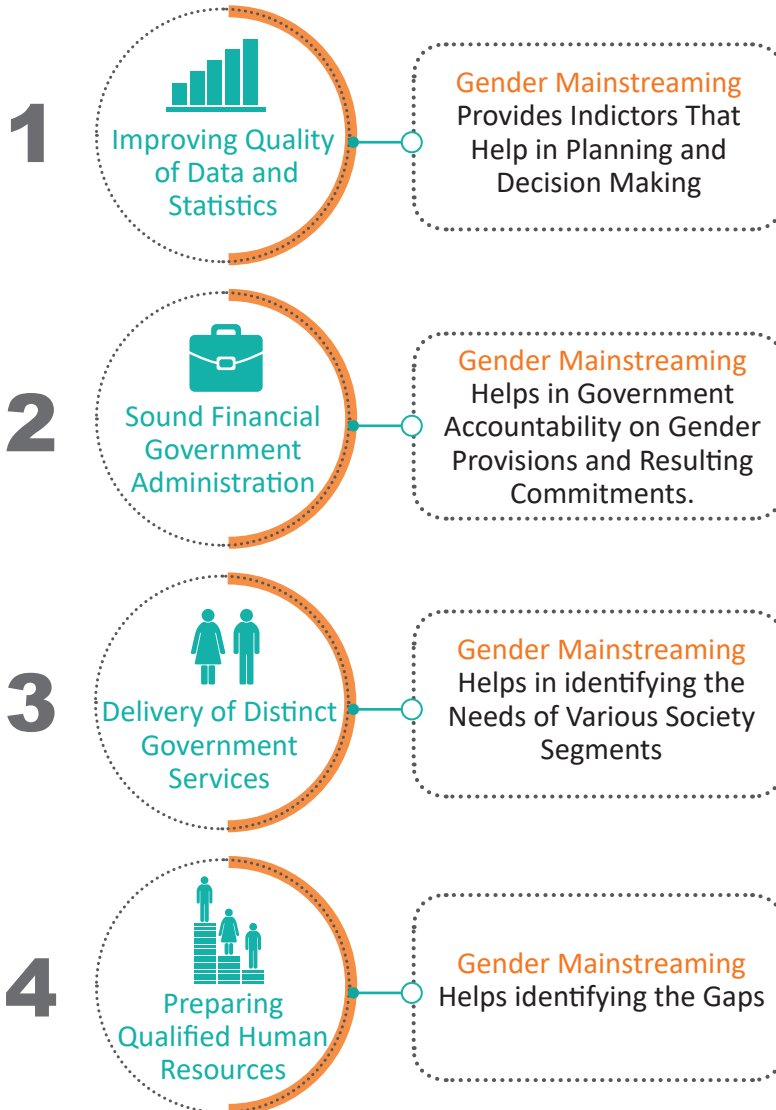 1
Improving Quality
of Data and
Statistics
Gender Mainstreaming
Provides Indictors That
Help in Planning and
Decision Making
2
Sound Financial
Government
Administration
Gender Mainstreaming
Helps in Government
Accountability on Gender
Provisions and Resulting
Commitments.
3
Delivery of Distinct
Government
Services
Gender Mainstreaming
Helps in identifying the
Needs of Various Society
Segments
4
Preparing
Qualified Human
Resources
Gender Mainstreaming
Helps identifying the Gaps